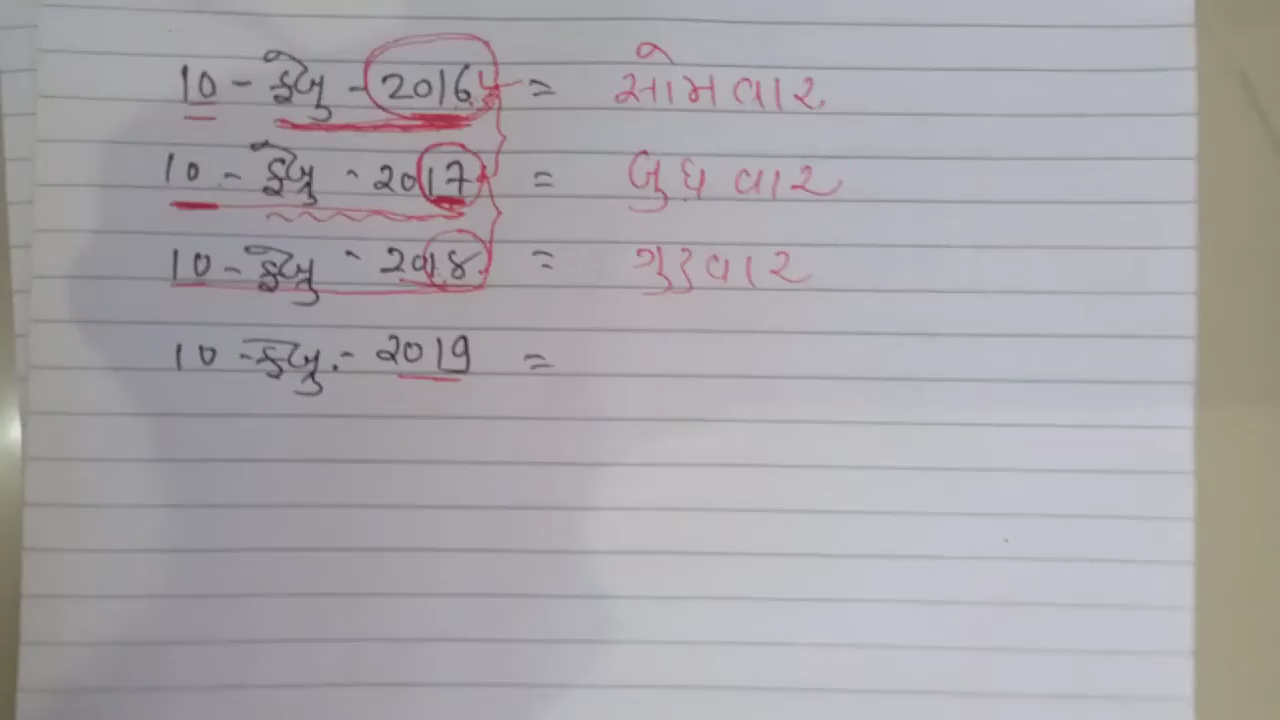 10 - ફેબ્રુ - 2016 = સોમવાર
10 - ફેબ્રુ - 2017 = બુધવાર
10 - ફેબ્રુ - 2018 = ગુરુવાર
10 - ફેબ્રુ. - 2019 =